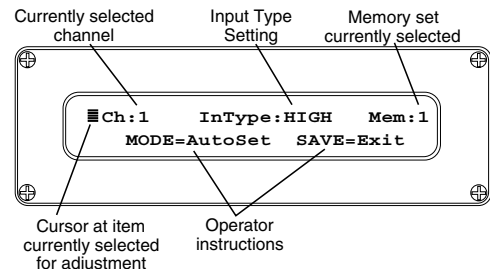 Currently selected
channel
Input Type
Setting
Memory set
currently selected
Ch:1 InType:HIGH Mem:1
MODE=AutoSet SAVE=Exit
Cursor at item
currently selected
for adjustment
Operator
instructions